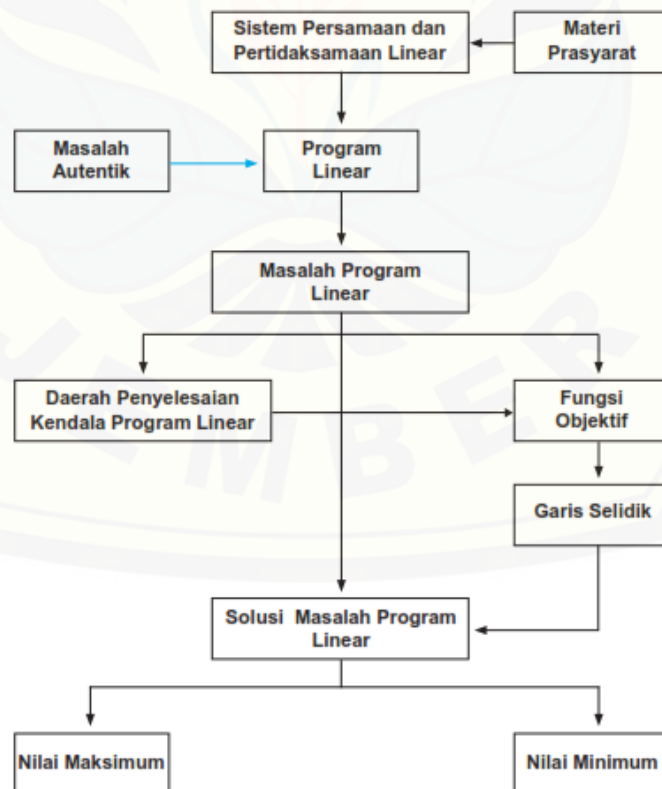 Sistem Persamaan dan
Pertidaksamaan Linear
Materi
Prasyarat
Masalah
Autentik
Program
Linear
Masalah Program
Linear
Daerah Penyelesaian
Kendala Program Linear
Fungsi
Objektif
Garis Selidik
Solusi Masalah Program
Linear
Nilai Maksimum
Nilai Minimum
JEMBER